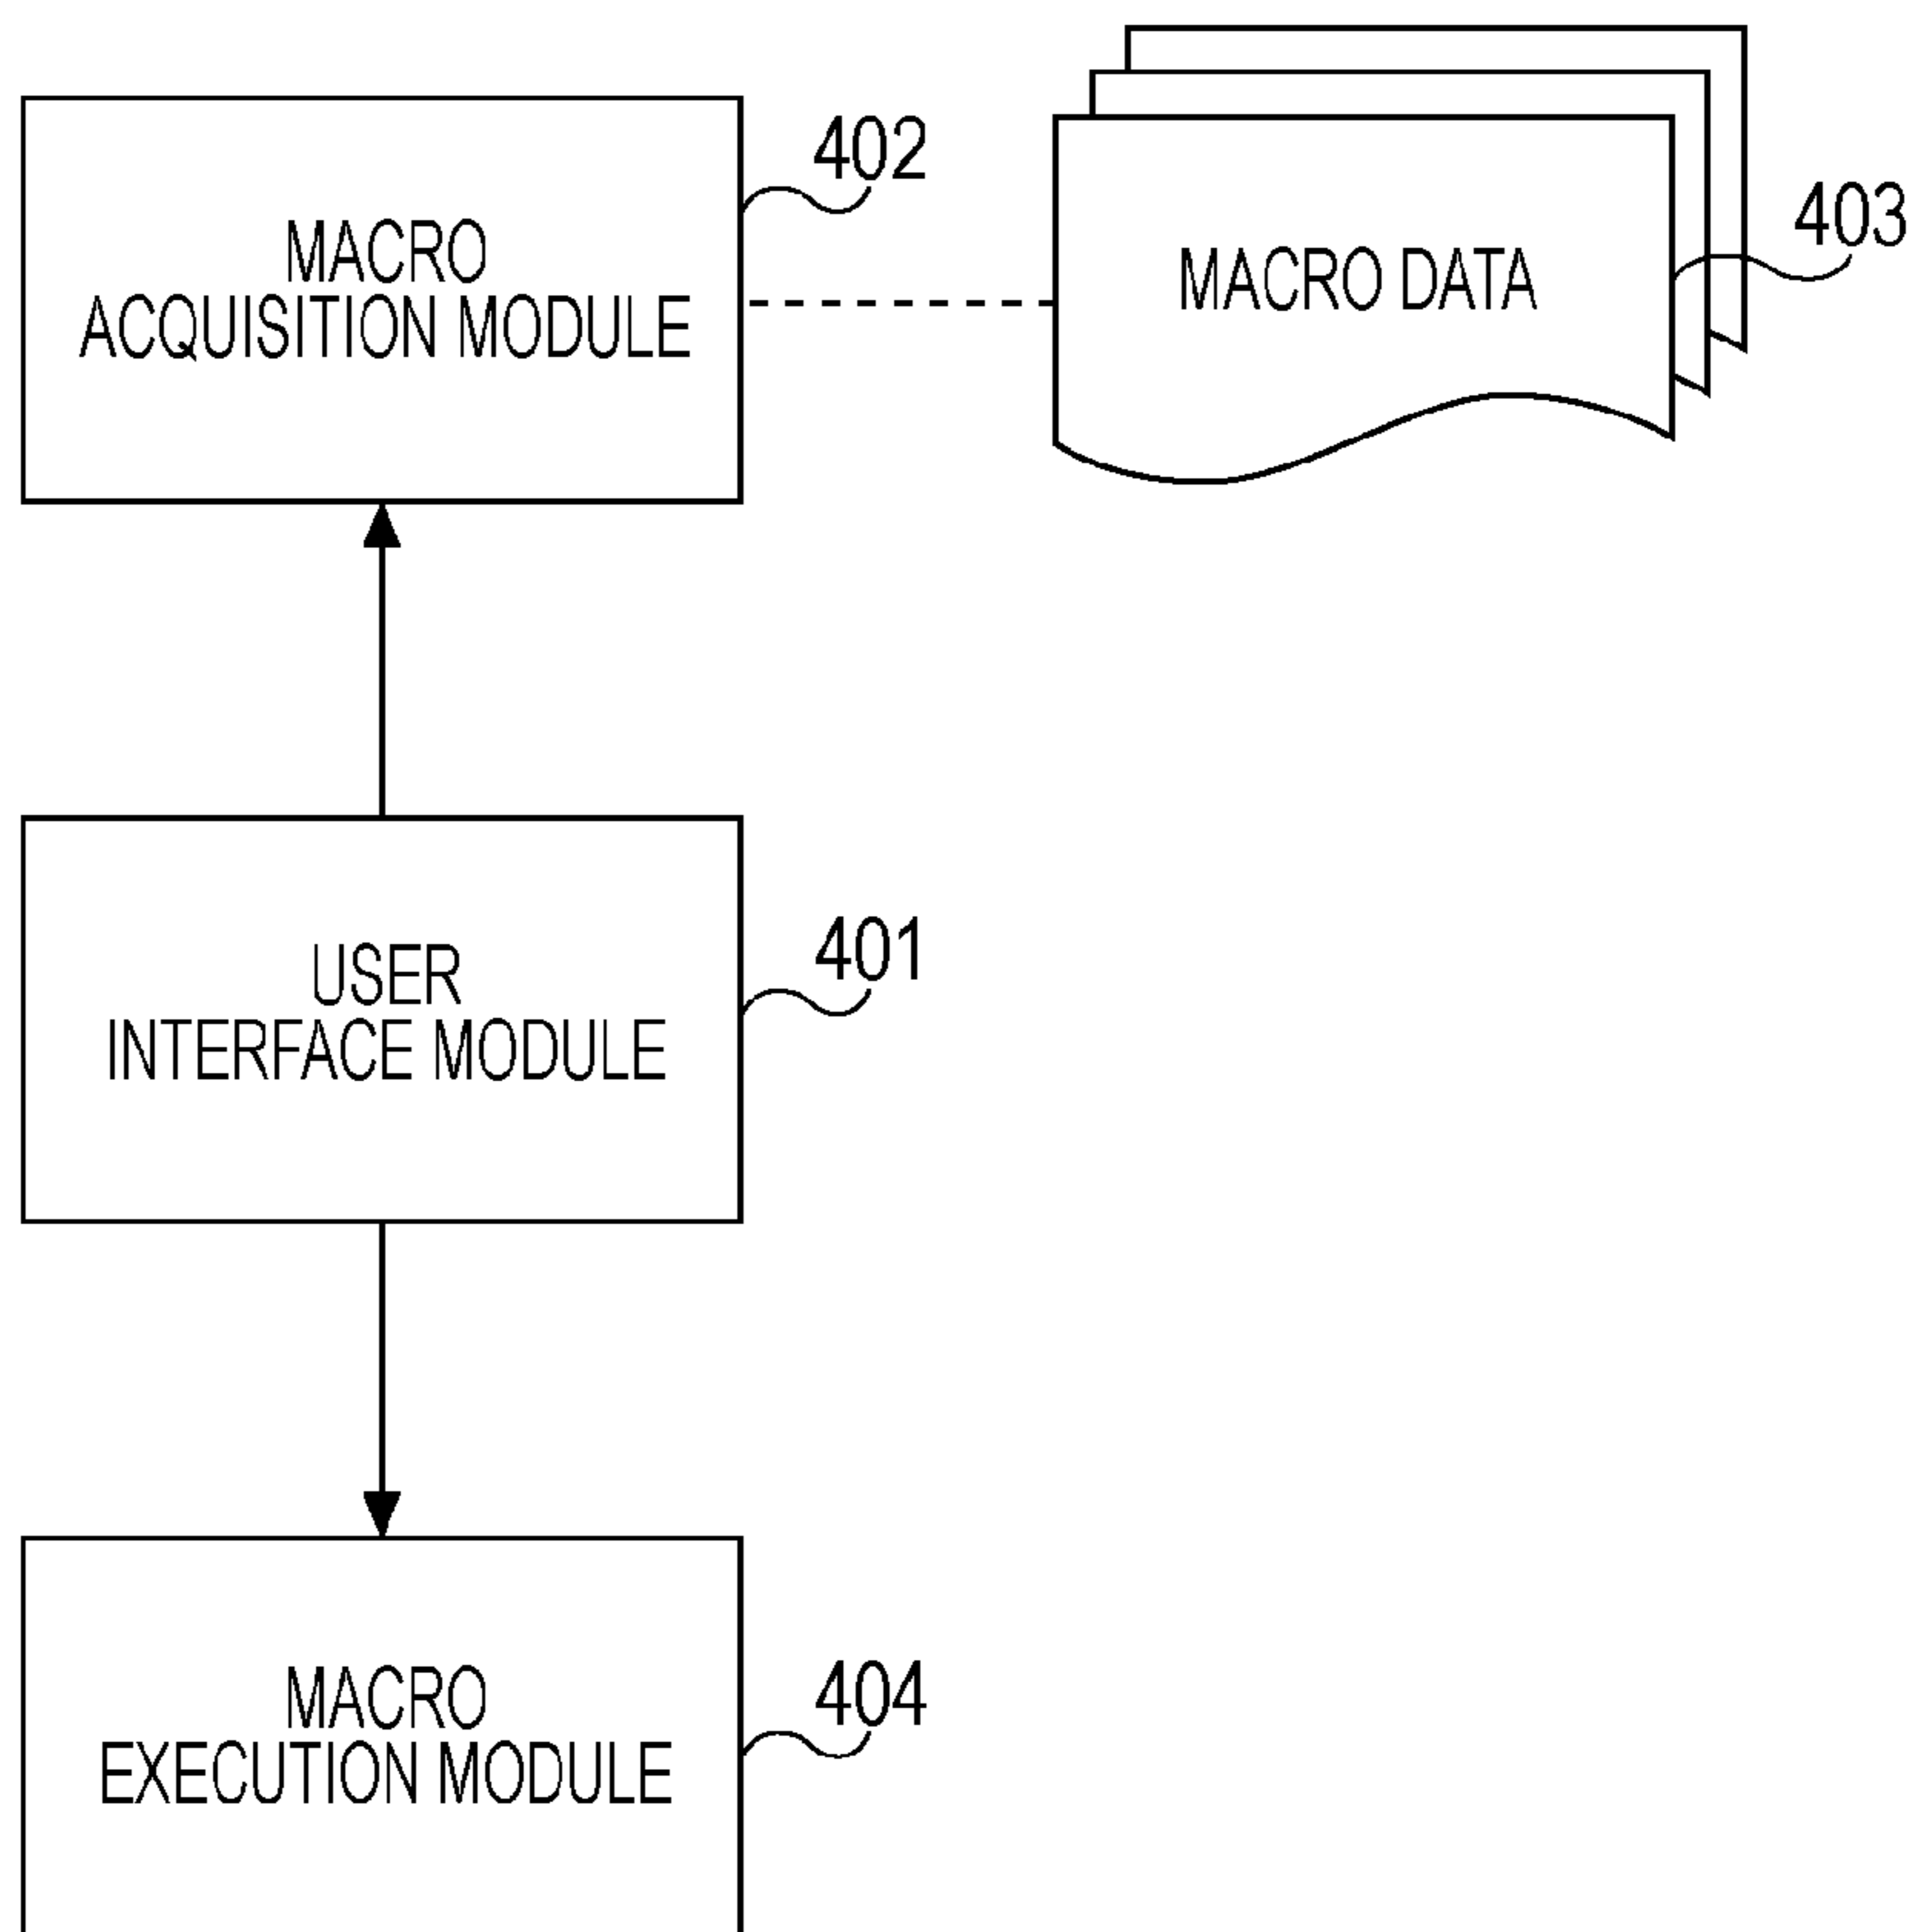 402
MACRO
ACQUISITION MODULE
MACRO DATA
403
USER
INTERFACE MODULE
401
MACRO
EXECUTION MODULE
404